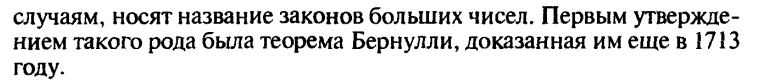 случаям, носят название законов больших чисел. Первым утвержде-
нием такого рода была теорема Бернулли, доказанная им еще в 1713
году.